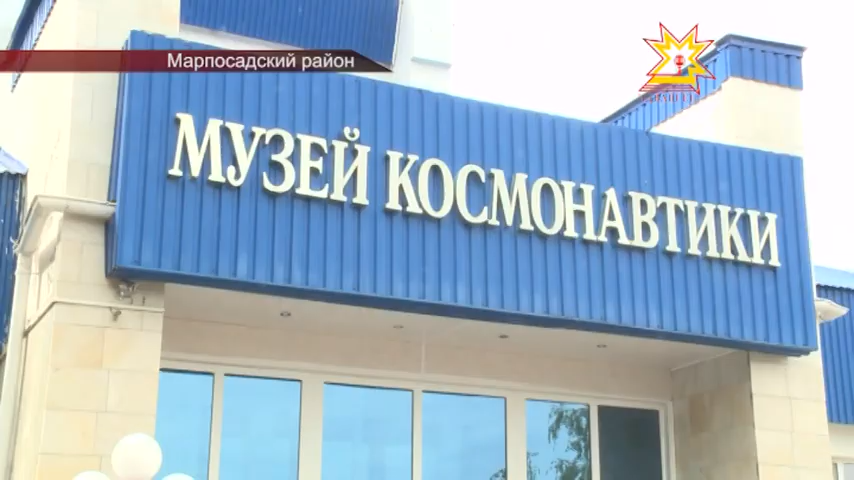 Марпосадский район
МУЗЕЙ КОСМОНАВТИКИ